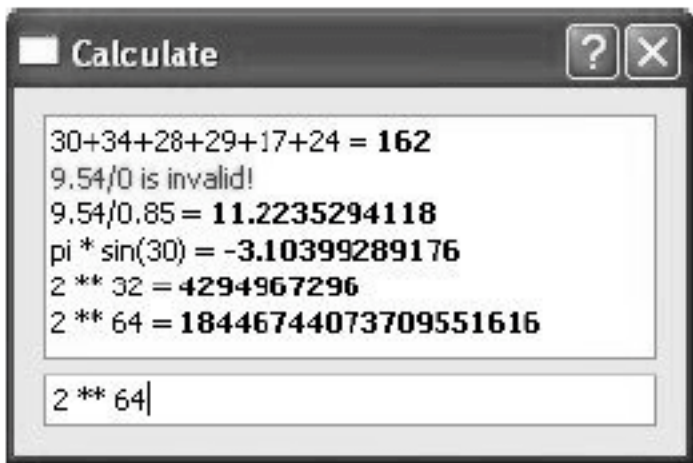 Calculate
?
30+34+28+29+17+24 = 162
9.54/0 is invalid!
9.54/0.85 = 11.2235294118
pi * sin(30) = -3.10399289176
2 ** 32 = 4294967296
2 ** 64 = 18446744073709551616
2 ** 64